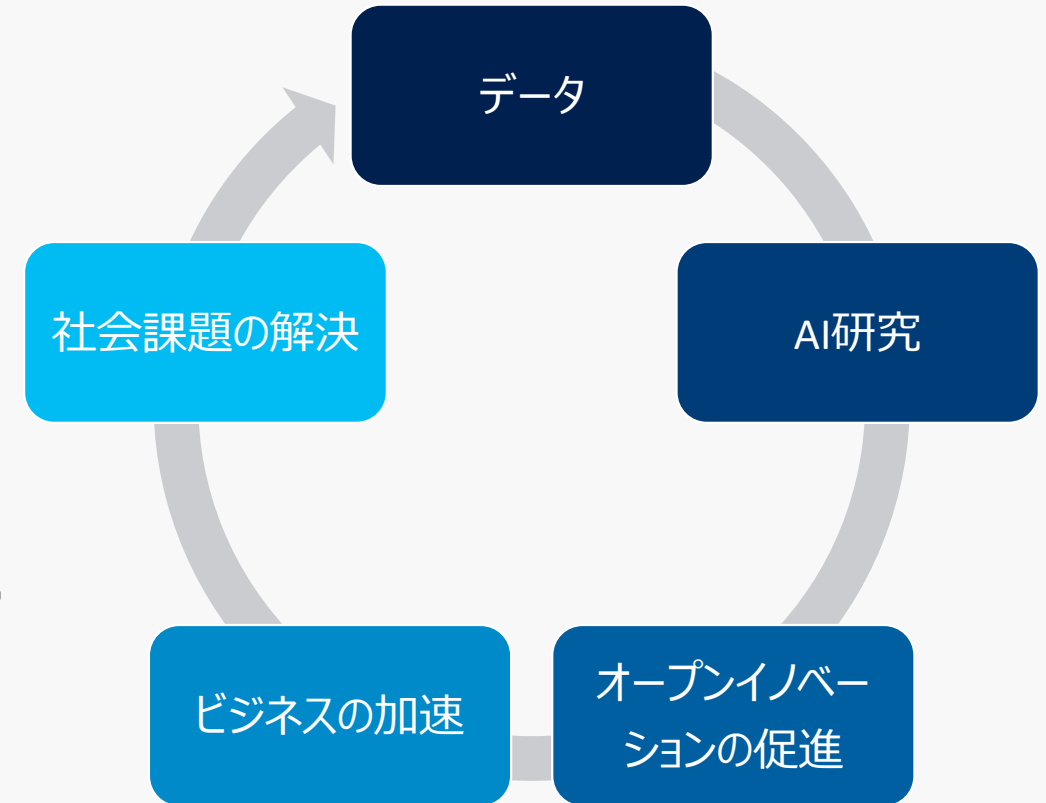 データ
AI研究
オープンイノベー
ションの促進
ビジネスの加速
社会課題の解決